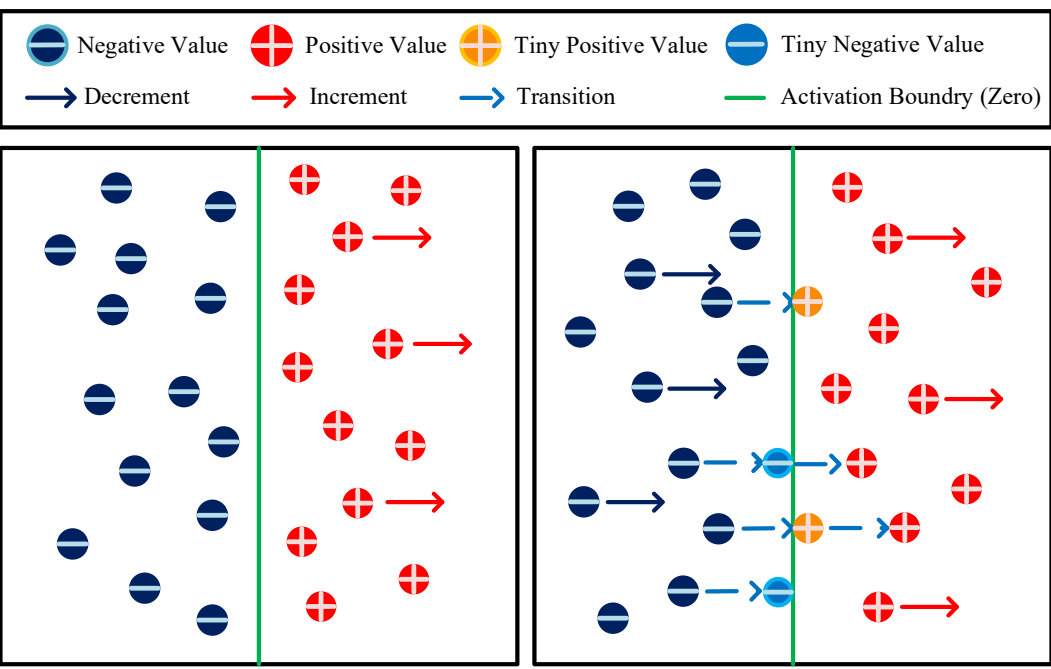 Negative Value Positive Value Tiny Positive Value Tiny Negative Value
Decrement Increment Transition Activation Boundry (Zero)